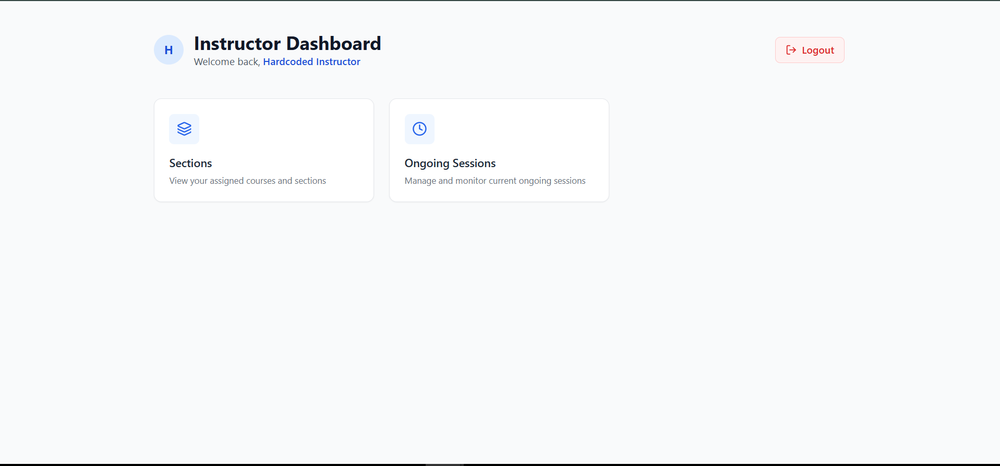 H
Instructor Dashboard
Welcome back, Hardcoded Instructor
Logout
Sections
View your assigned courses and sections
Ongoing Sessions
Manage and monitor current ongoing sessions